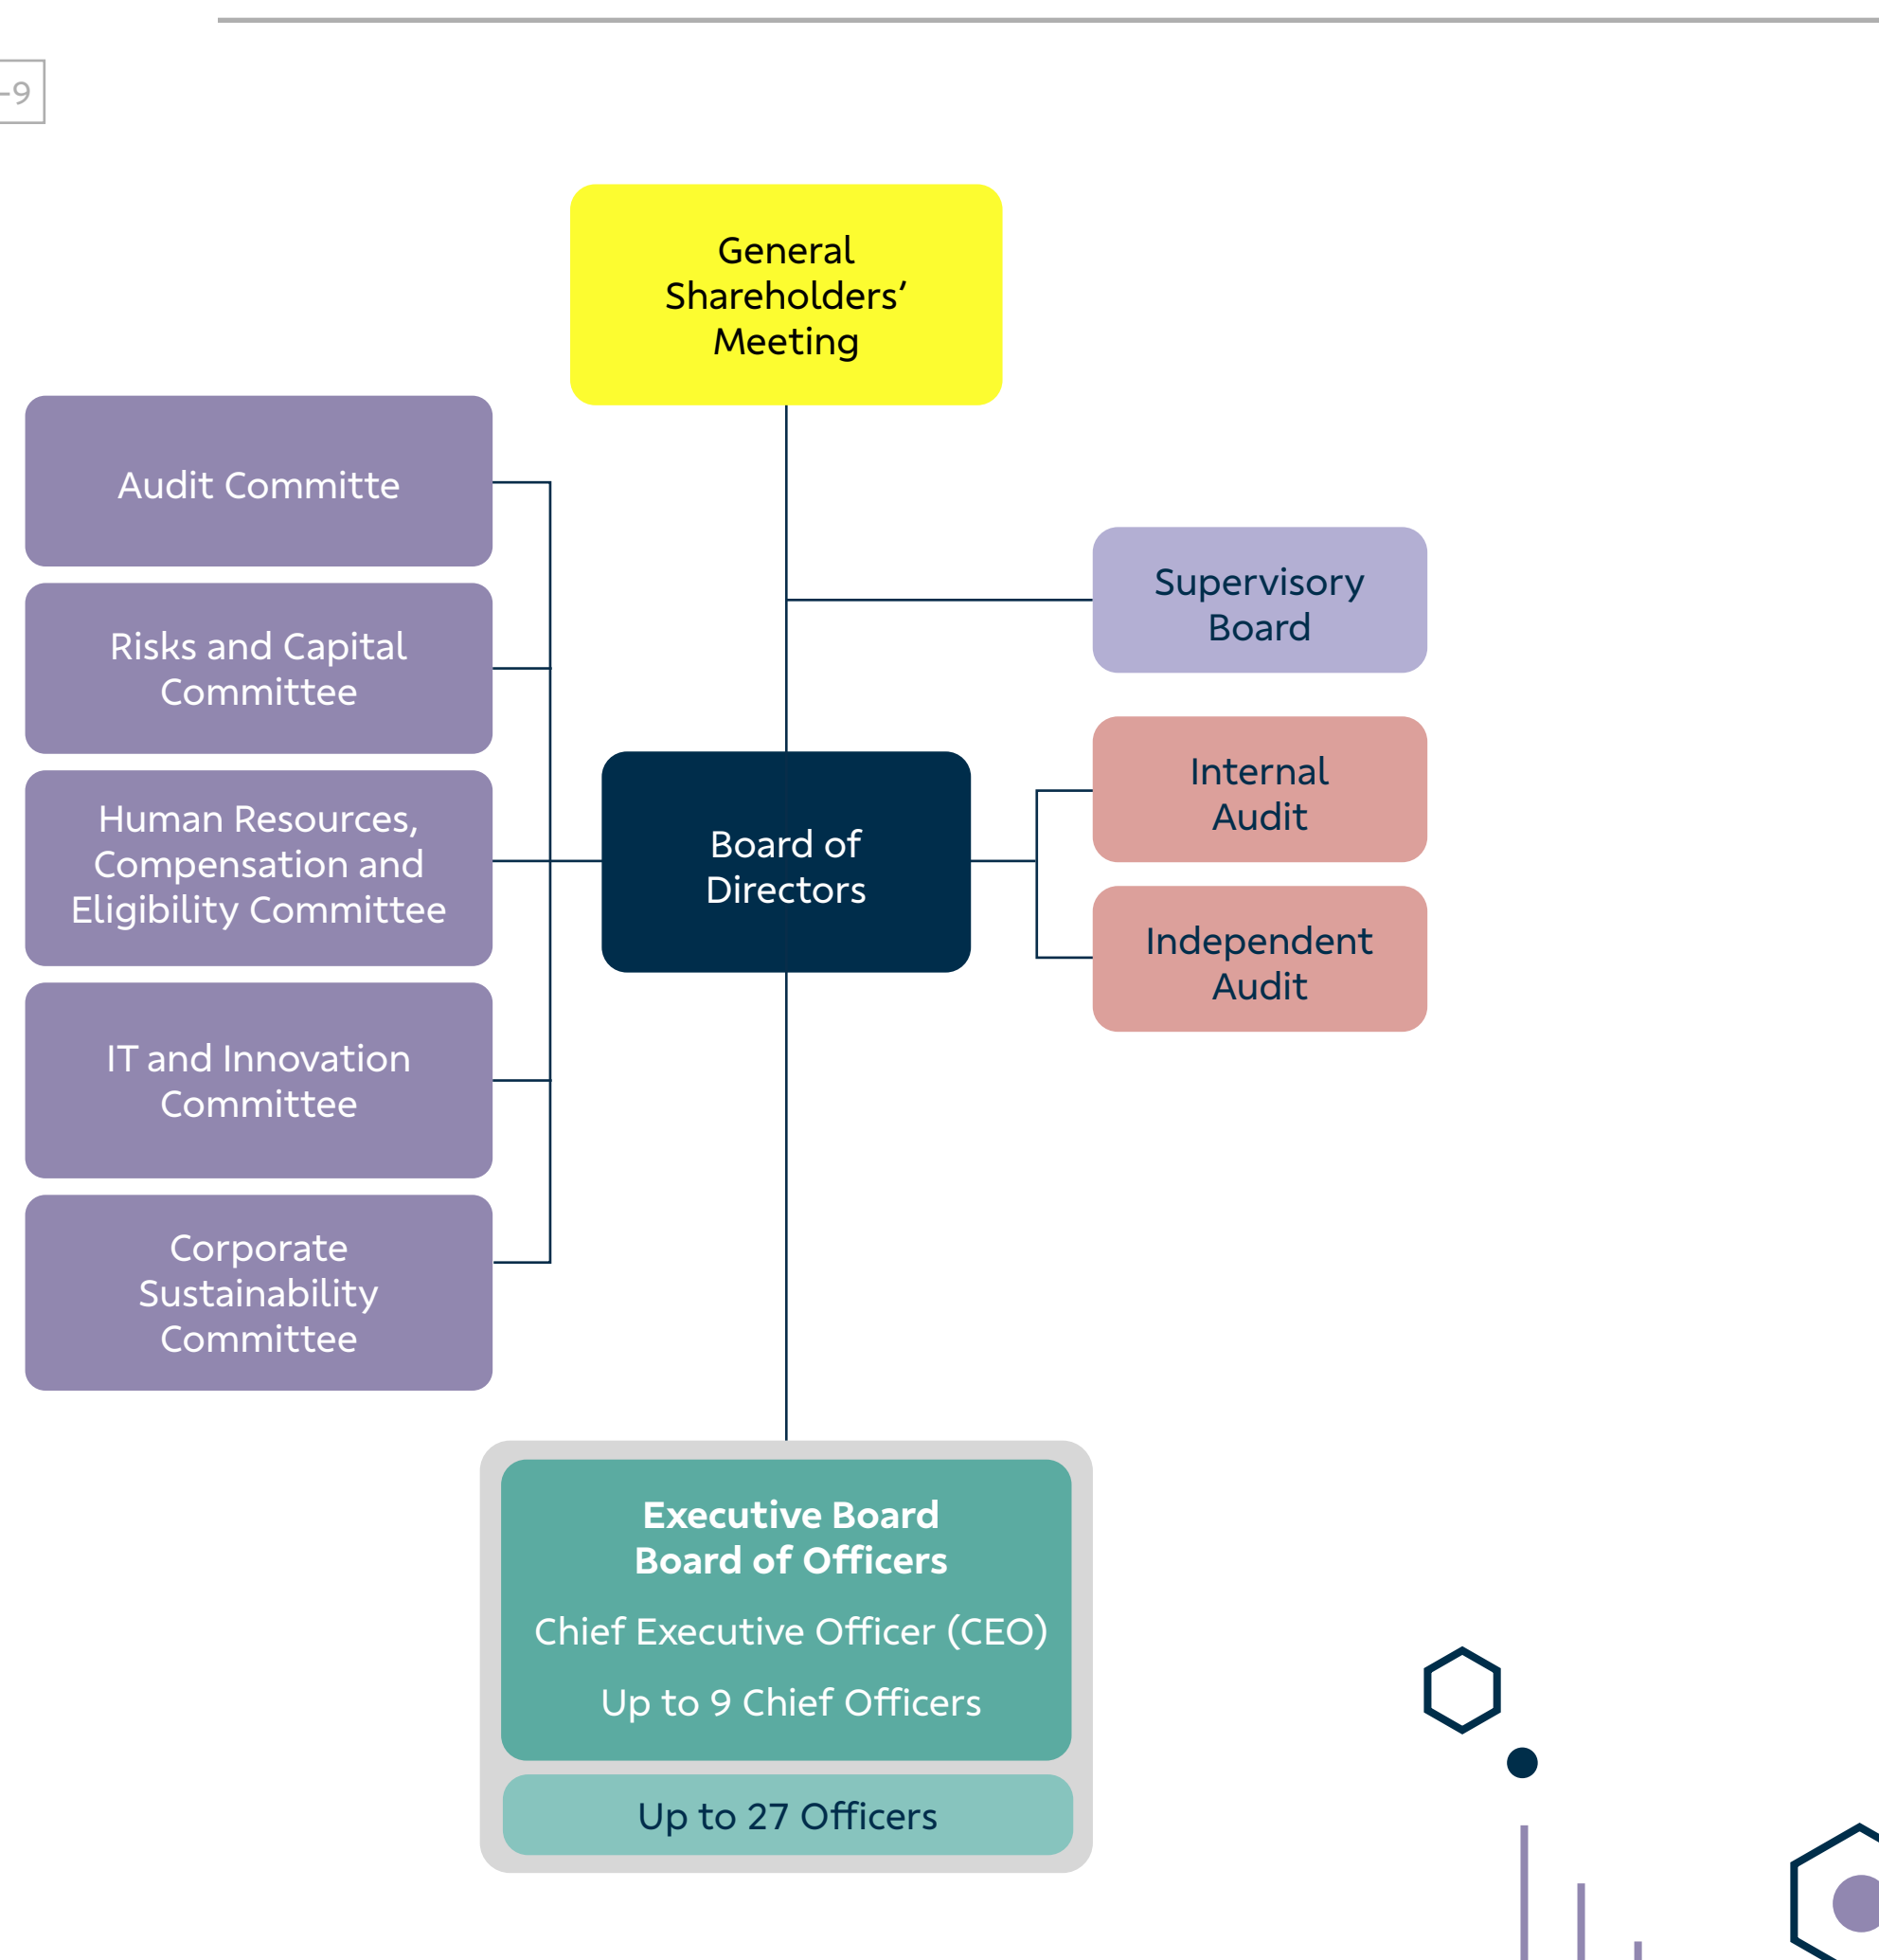 -9
General
Shareholders’
Meeting
Audit Committe
Risks and Capital
Committee
Human Resources,
Compensation and
Eligibility Committee
IT and Innovation
Committee
Corporate
Sustainability
Committee
Board of
Directors
Supervisory
Board
Internal
Audit
Independent
Audit
Executive Board
Board of Officers
Chief Executive Officer (CEO)
Up to 9 Chief Officers
Up to 27 Officers